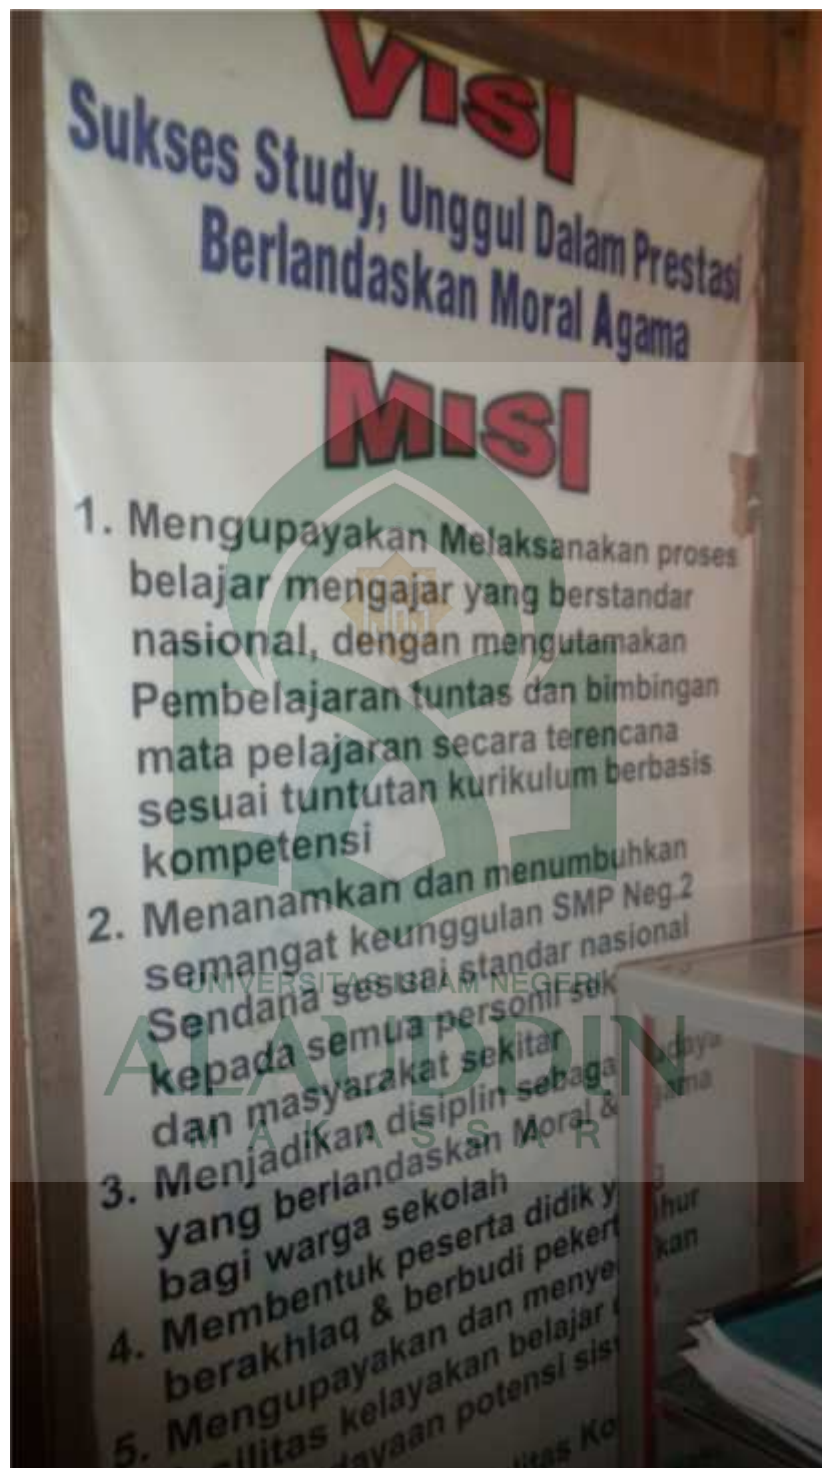 VISI
Sukses Study, Unggul Dalam Prestasi
Berlandaskan Moral Agama
MISI
1. Mengupayakan Melaksanakan proses
belajar mengajar yang berstandar
nasional, dengan mengutamakan
Pembelajaran tuntas dan bimbingan
mata pelajaran secara terencana
sesuai tuntutan kurikulum berbasis
kompetensi
2. Menanamkan dan menumbuhkan
semangat keunggulan SMP Neg.2
Sendana sesuai standar nasional
kepada semua personil
dan masyarakat sekitar
3. Menjadikan disiplin
yang berlandaskan Moral &
bagi warga sekolah
4. Membentuk peserta didik
berakhlaq & berbudi
5. Mengupayakan dan
kelayakan belajar
potensi
UNIVERSITAS ISLAM NEGERI
ALAUDDIN
MAKASSAR